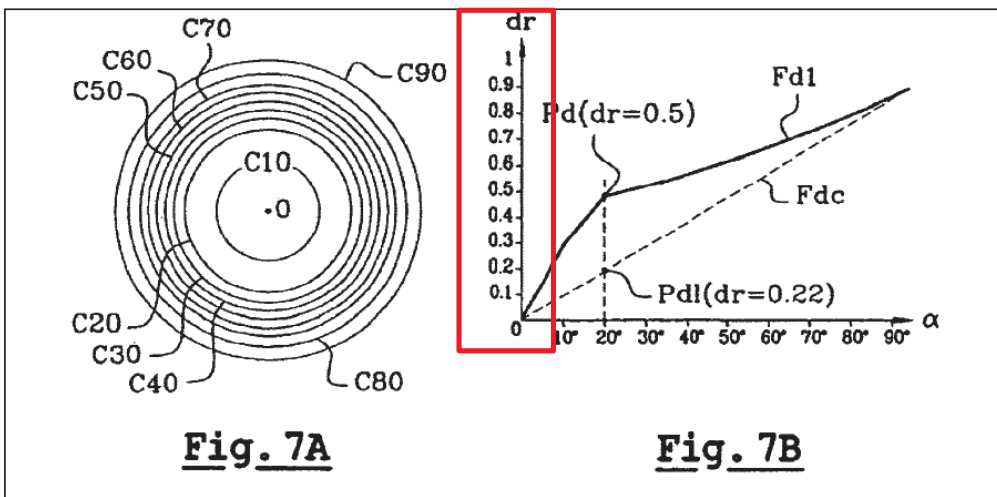 C70
C60
C50
C90
C10
O
C20
C30
C40
C80
Fig. 7A
dr
1
0.9
0.8
0.7
0.6
0.5
0.4
0.3
0.2
0.1
0
Pd(dr=0.5)
Fd1
Fdc
Pdl(dr=0.22)
10° 20° 30° 40° 50° 60° 70° 80° 90°
α
Fig. 7B